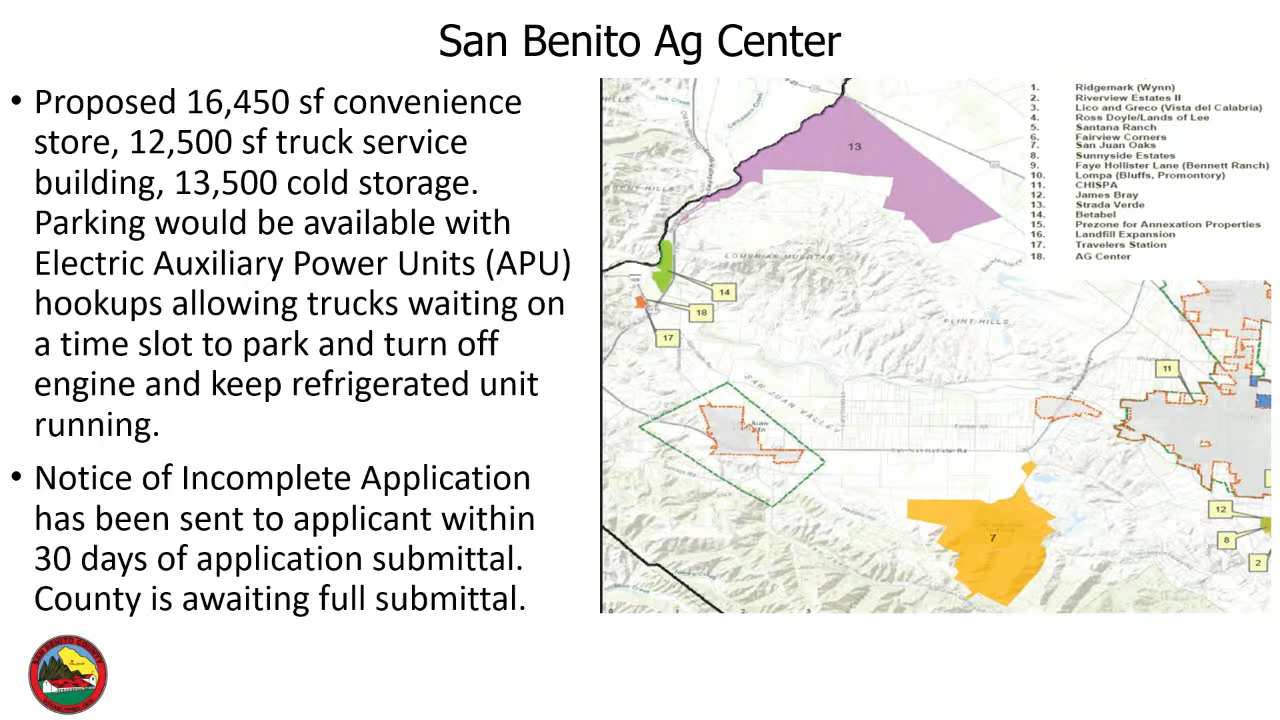 San Benito Ag Center
• Proposed 16,450 sf convenience
store, 12,500 sf truck service
building, 13,500 cold storage.
Parking would be available with
Electric Auxiliary Power Units (APU)
hookups allowing trucks waiting on
a time slot to park and turn off
engine and keep refrigerated unit
running.
• Notice of Incomplete Application
has been sent to applicant within
30 days of application submittal.
County is awaiting full submittal.
1. Ridgemark (Wynn)
2. Riverview Estates II
3. Lico and Greco (Vista del Calabria)
4. Ross Doyle/Lands of Lee
5. Santana Ranch
6. Fairview Corners
7. San Juan Oaks
8. Sunnyside Estates
9. Faye Hollister Lane (Bennett Ranch)
10. Lompa (Bluffs, Promontory)
11. CHISPA
12. James Bray
13. Strada Verde
14. Betabel
15. Prezone for Annexation Properties
16. Landfill Expansion
17. Travelers Station
18. AG Center
13
LOMERIAS MUERTAS
14
18
17
FLINT HILLS
11
SAN JUAN VALLEY
12
7
8
2
SAN BENITO COUNTY